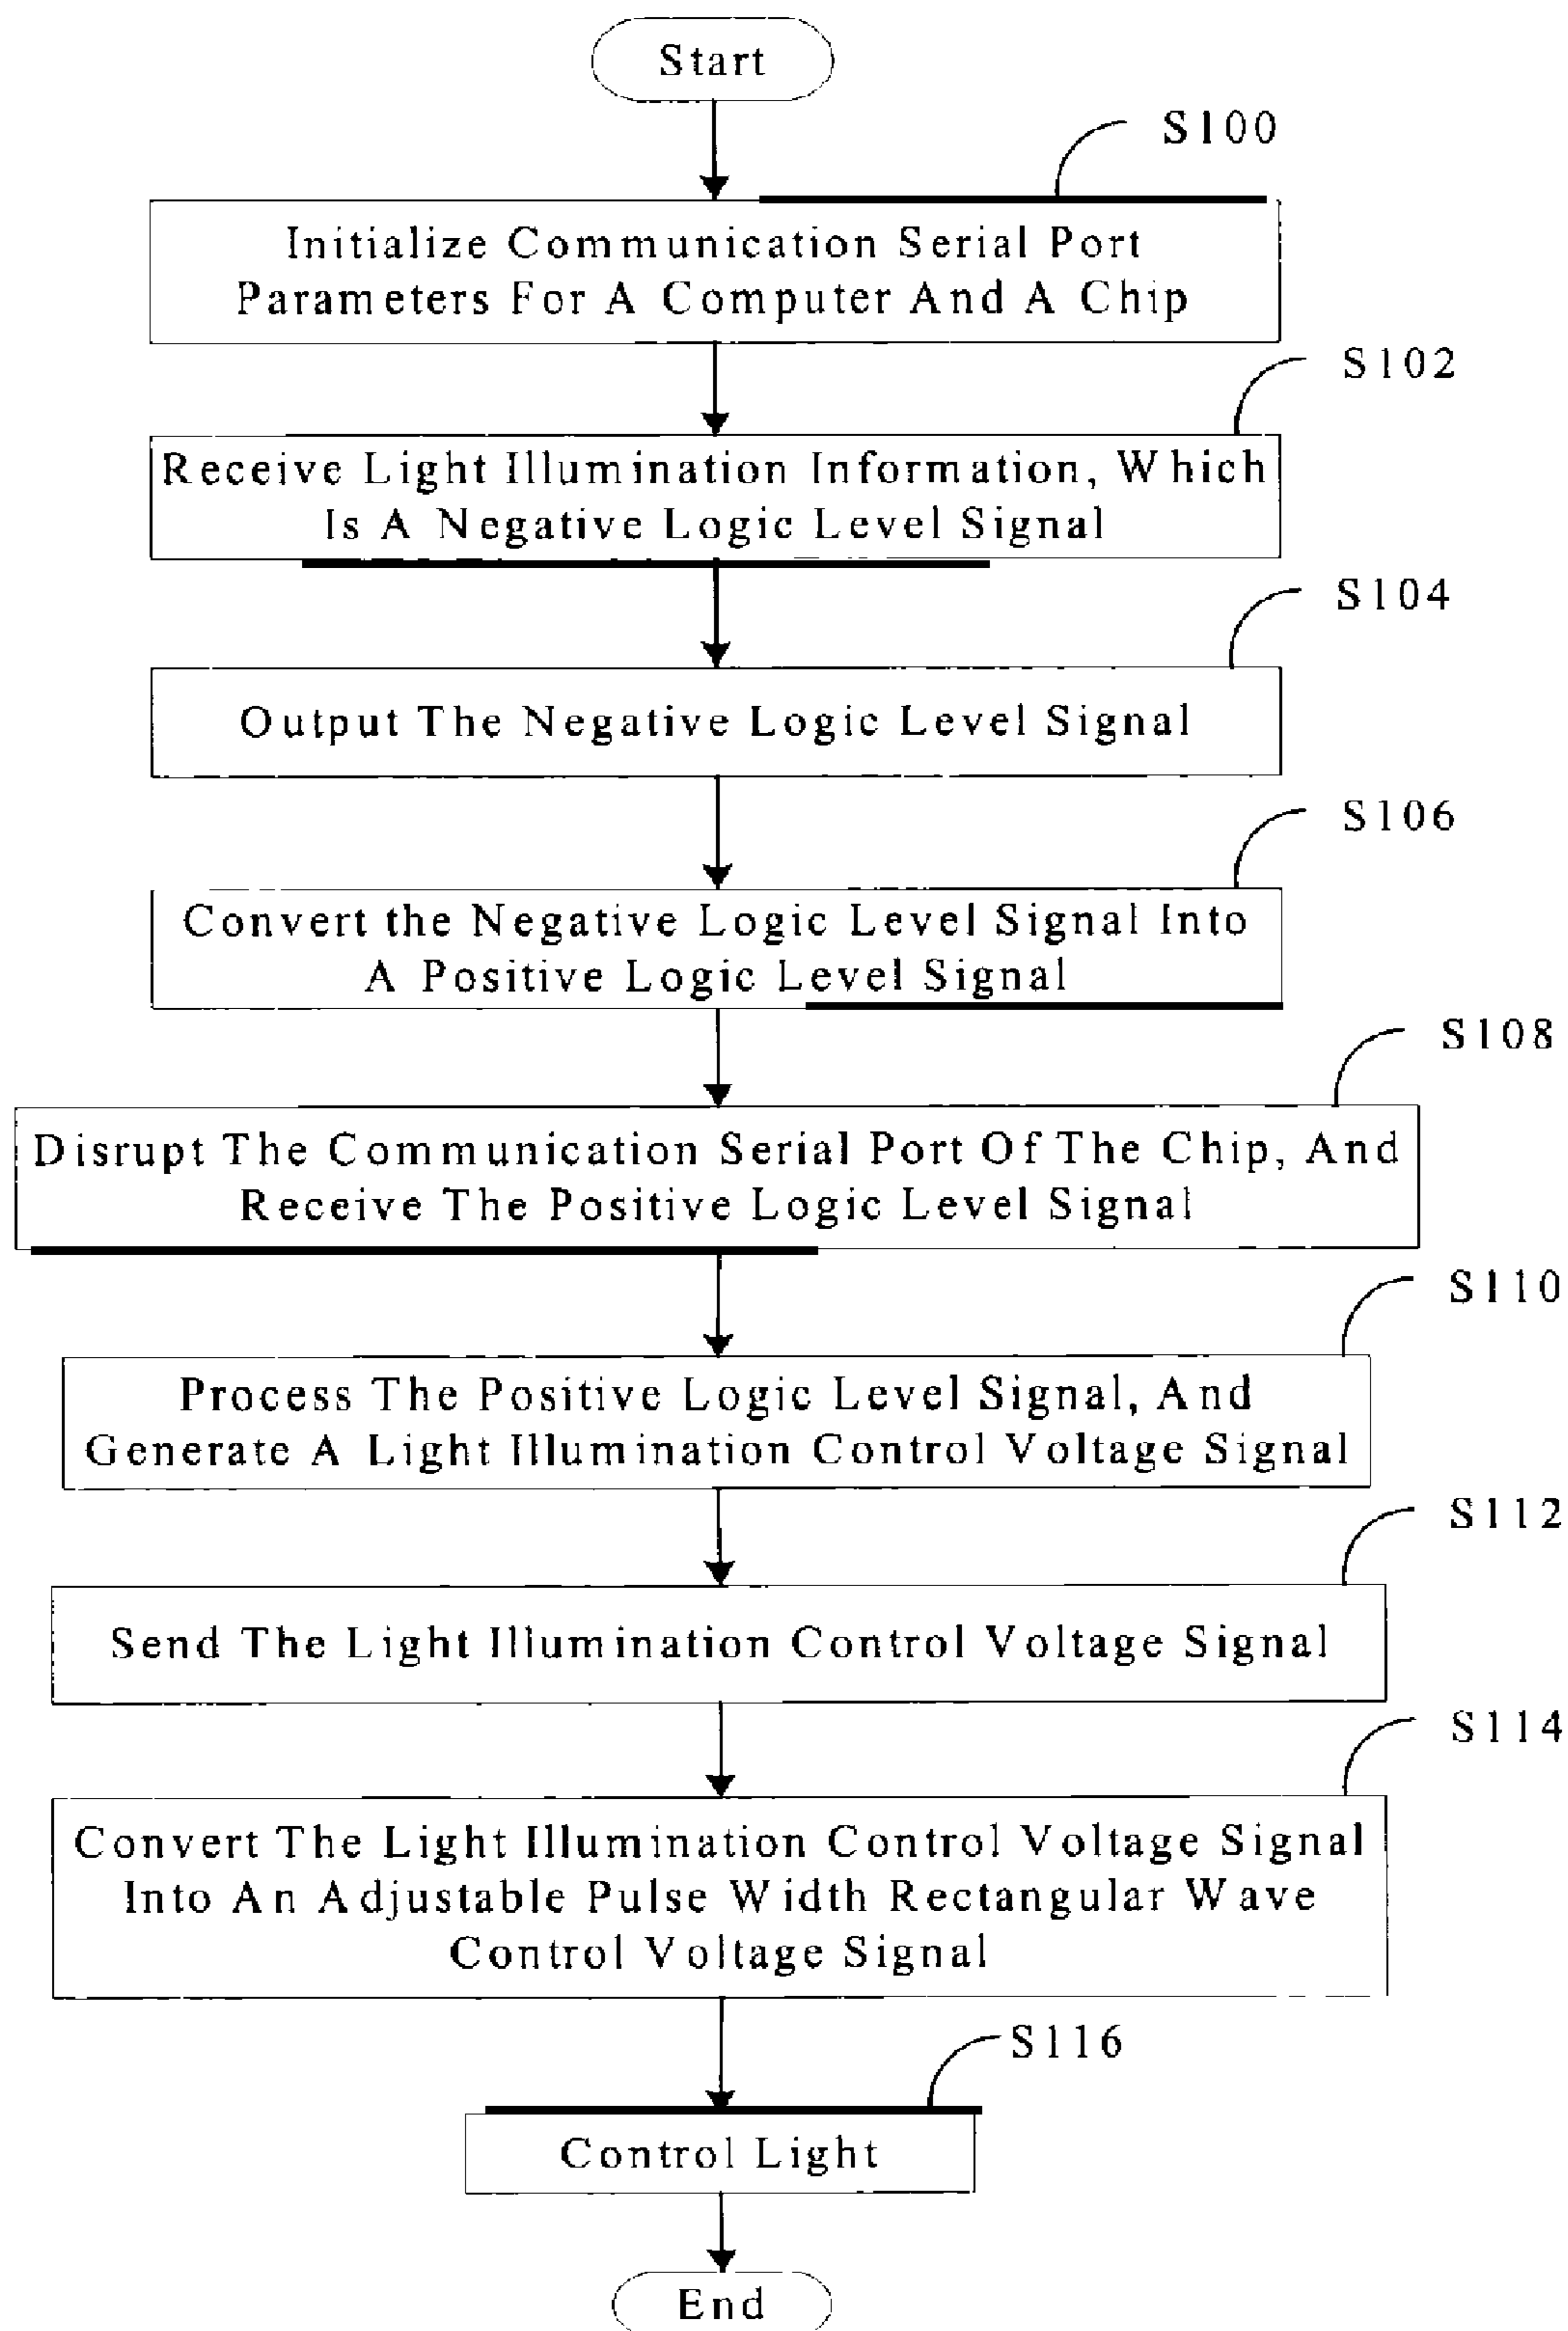 Start
S100
Initialize Communication Serial Port
Parameters For A Computer And A Chip
S102
Receive Light Illumination Information, Which
Is A Negative Logic Level Signal
S104
Output The Negative Logic Level Signal
S106
Convert the Negative Logic Level Signal Into
A Positive Logic Level Signal
S108
Disrupt The Communication Serial Port Of The Chip, And
Receive The Positive Logic Level Signal
S110
Process The Positive Logic Level Signal, And
Generate A Light Illumination Control Voltage Signal
S112
Send The Light Illumination Control Voltage Signal
S114
Convert The Light Illumination Control Voltage Signal
Into An Adjustable Pulse Width Rectangular Wave
Control Voltage Signal
S116
Control Light
End